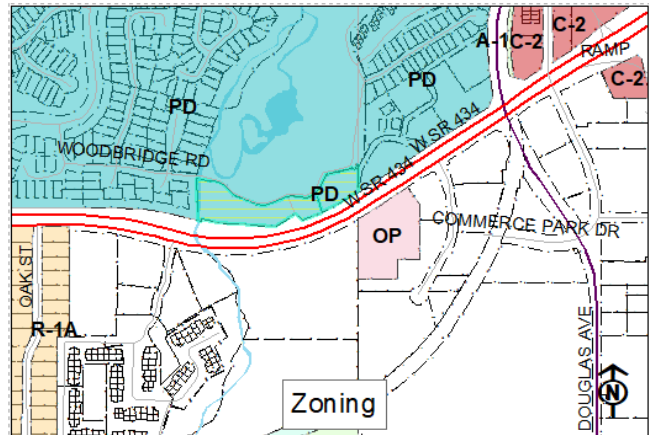 A-1
C-2
C-2
RAMP
C-2
PD
PD
W SR 434
WOODBRIDGE RD
PD
W SR 434
COMMERCE PARK DR
OP
OAK ST
R-1A
DOUGLAS AVE
N
Zoning